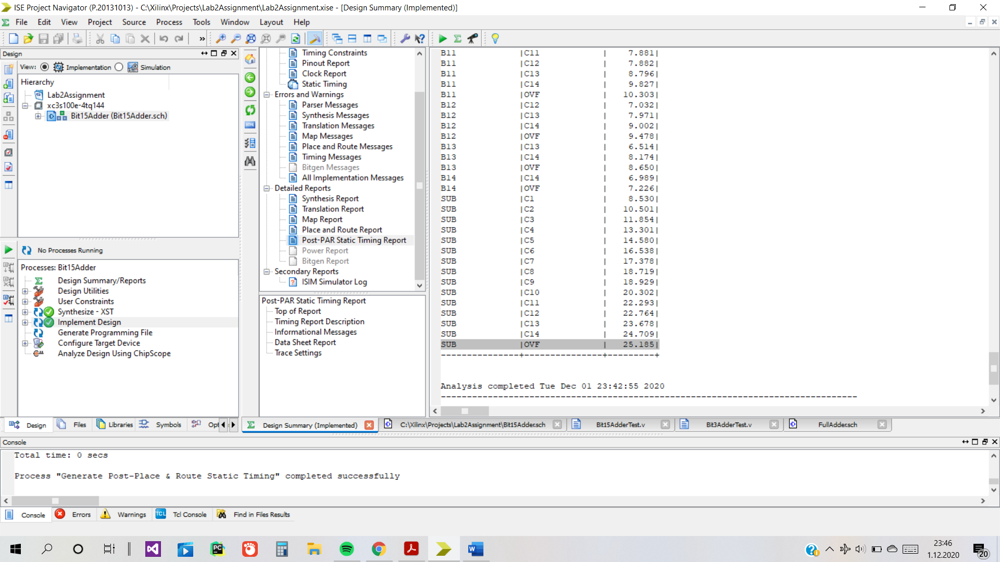 ISE Project Navigator (P.20131013) - C:\Xilinx\Projects\Lab2Assignment\Lab2Assignment.xise - [Design Summary (Implemented)]
File Edit View Project Source Process Tools Window Layout Help
Design
View: Implementation Simulation
Hierarchy
Lab2Assignment
xc3s100e-4tq144
Bit15Adder (Bit15Adder.sch)
No Processes Running
Processes: Bit15Adder
Design Summary/Reports
Design Utilities
User Constraints
Synthesize - XST
Implement Design
Generate Programming File
Configure Target Device
Analyze Design Using ChipScope
Design Files Libraries Symbols
Timing Constraints
Pinout Report
Clock Report
Static Timing
Errors and Warnings
Parser Messages
Synthesis Messages
Translation Messages
Map Messages
Place and Route Messages
Timing Messages
Bitgen Messages
All Implementation Messages
Detailed Reports
Synthesis Report
Translation Report
Map Report
Place and Route Report
Post-PAR Static Timing Report
Power Report
Bitgen Report
Secondary Reports
ISIM Simulator Log
Post-PAR Static Timing Report
Top of Report
Timing Report Description
Informational Messages
Data Sheet Report
Trace Settings
B11 |C11 | 7.881|
B11 |C12 | 7.882|
B11 |C13 | 8.796|
B11 |C14 | 9.827|
B11 |OVF | 10.303|
B12 |C12 | 7.032|
B12 |C13 | 7.971|
B12 |C14 | 9.002|
B12 |OVF | 9.478|
B13 |C13 | 6.514|
B13 |C14 | 8.174|
B13 |OVF | 8.650|
B14 |C14 | 6.989|
B14 |OVF | 7.226|
SUB |C1 | 8.530|
SUB |C2 | 10.501|
SUB |C3 | 11.854|
SUB |C4 | 13.301|
SUB |C5 | 14.580|
SUB |C6 | 16.538|
SUB |C7 | 17.378|
SUB |C8 | 18.719|
SUB |C9 | 18.929|
SUB |C10 | 20.302|
SUB |C11 | 22.293|
SUB |C12 | 22.764|
SUB |C13 | 23.678|
SUB |C14 | 24.709|
SUB |OVF | 25.185|
---------------+---------------+---------+
Analysis completed Tue Dec 01 23:42:55 2020
--------------------------------------------------------------------------------
Design Summary (Implemented) C:\Xilinx\Projects\Lab2Assignment\Bit15Adder.sch Bit15AdderTest.v Bit3AdderTest.v FullAdder.sch
Console
Total time: 0 secs
Process "Generate Post-Place & Route Static Timing" completed successfully
Console Errors Warnings Tcl Console Find in Files Results
23:46
1.12.2020
20